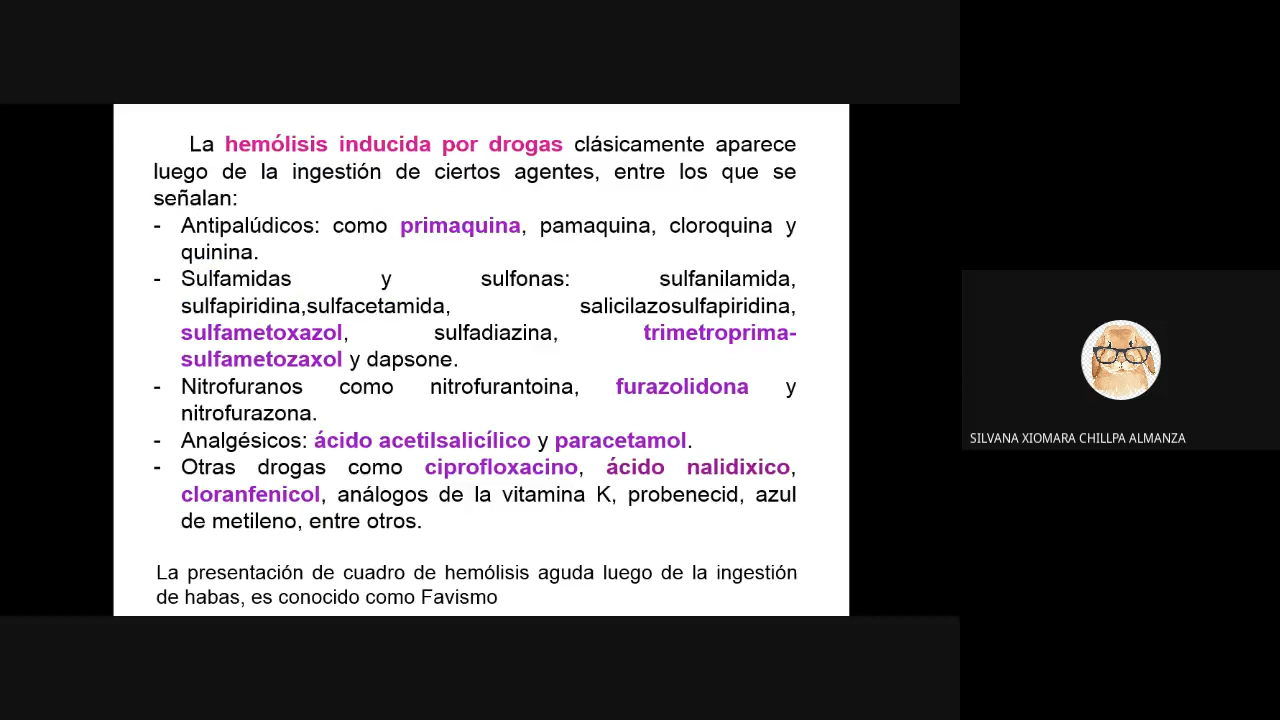 La hemólisis inducida por drogas clásicamente aparece
luego de la ingestión de ciertos agentes, entre los que se
señalan:
- Antipalúdicos: como primaquina, pamaquina, cloroquina y
quinina.
- Sulfamidas y sulfonas: sulfanilamida,
sulfapiridina,sulfacetamida, salicilazosulfapiridina,
sulfametoxazol, sulfadiazina, trimetroprima-
sulfametozaxol y dapsone.
- Nitrofuranos como nitrofurantoina, furazolidona y
nitrofurazona.
- Analgésicos: ácido acetilsalicílico y paracetamol.
- Otras drogas como ciprofloxacino, ácido nalidixico,
cloranfenicol, análogos de la vitamina K, probenecid, azul
de metileno, entre otros.
La presentación de cuadro de hemólisis aguda luego de la ingestión
de habas, es conocido como Favismo
SILVANA XIOMARA CHILLPA ALMANZA